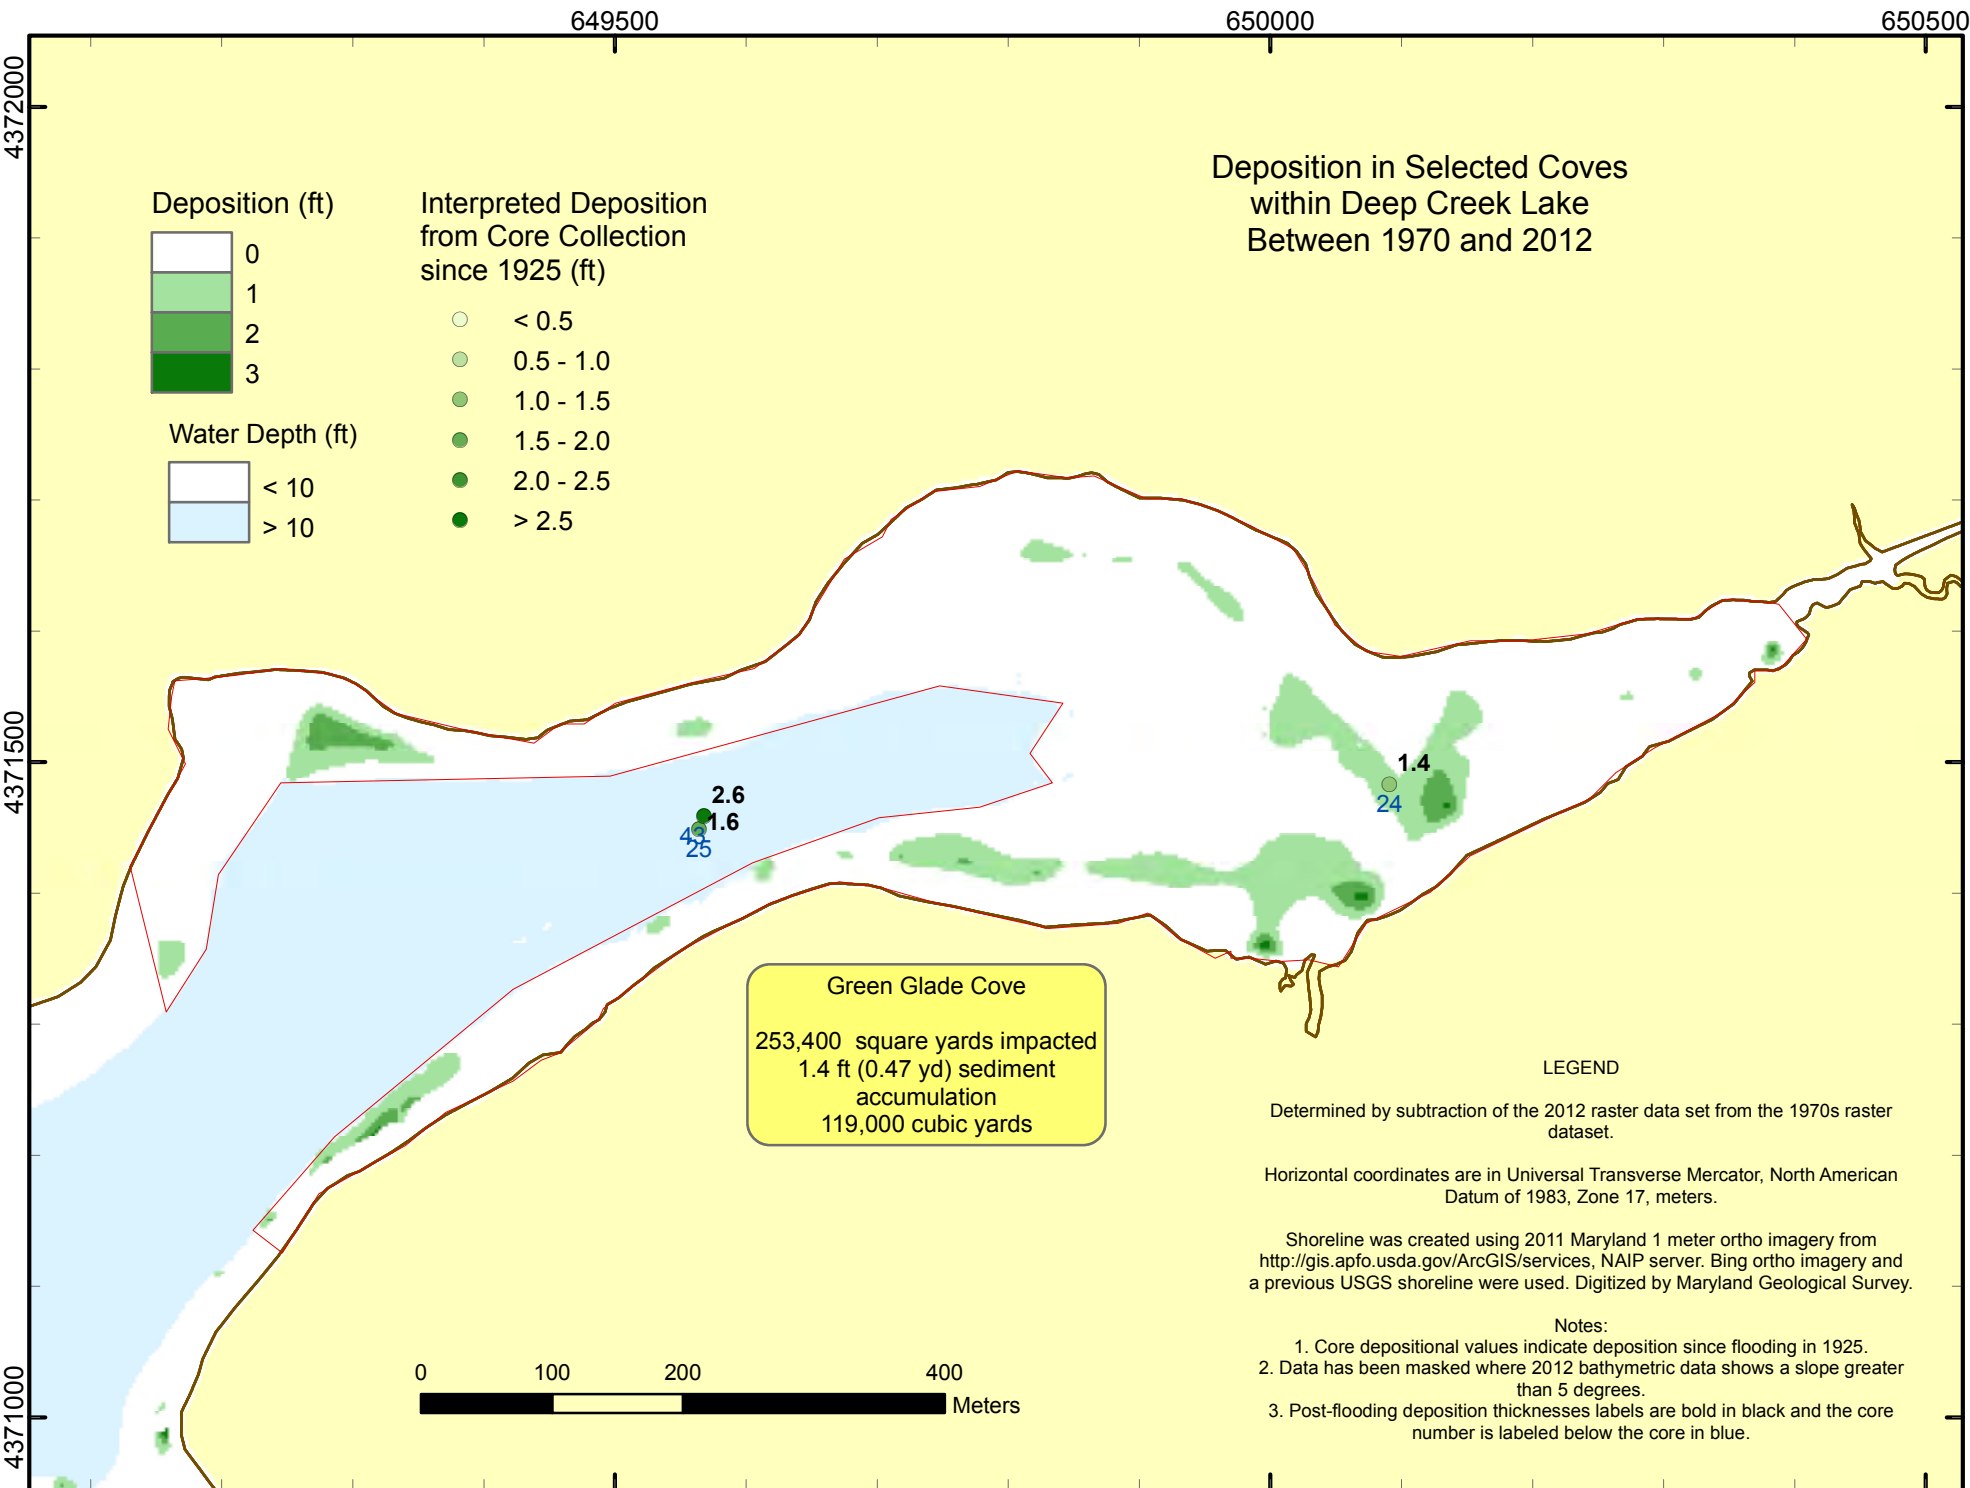 649500
650000
650500
4372000
Deposition in Selected Coves
within Deep Creek Lake
Between 1970 and 2012
Deposition (ft)
0
1
2
3
Water Depth (ft)
< 10
> 10
Interpreted Deposition
from Core Collection
since 1925 (ft)
< 0.5
0.5 - 1.0
1.0 - 1.5
1.5 - 2.0
2.0 - 2.5
> 2.5
4371500
1.4
24
2.6
1.6
43
25
Green Glade Cove
253,400 square yards impacted
1.4 ft (0.47 yd) sediment
accumulation
119,000 cubic yards
LEGEND
Determined by subtraction of the 2012 raster data set from the 1970s raster
dataset.
Horizontal coordinates are in Universal Transverse Mercator, North American
Datum of 1983, Zone 17, meters.
Shoreline was created using 2011 Maryland 1 meter ortho imagery from
http://gis.apfo.usda.gov/ArcGIS/services, NAIP server. Bing ortho imagery and
a previous USGS shoreline were used. Digitized by Maryland Geological Survey.
Notes:
1. Core depositional values indicate deposition since flooding in 1925.
2. Data has been masked where 2012 bathymetric data shows a slope greater
than 5 degrees.
3. Post-flooding deposition thicknesses labels are bold in black and the core
number is labeled below the core in blue.
0 100 200 400
Meters
4371000